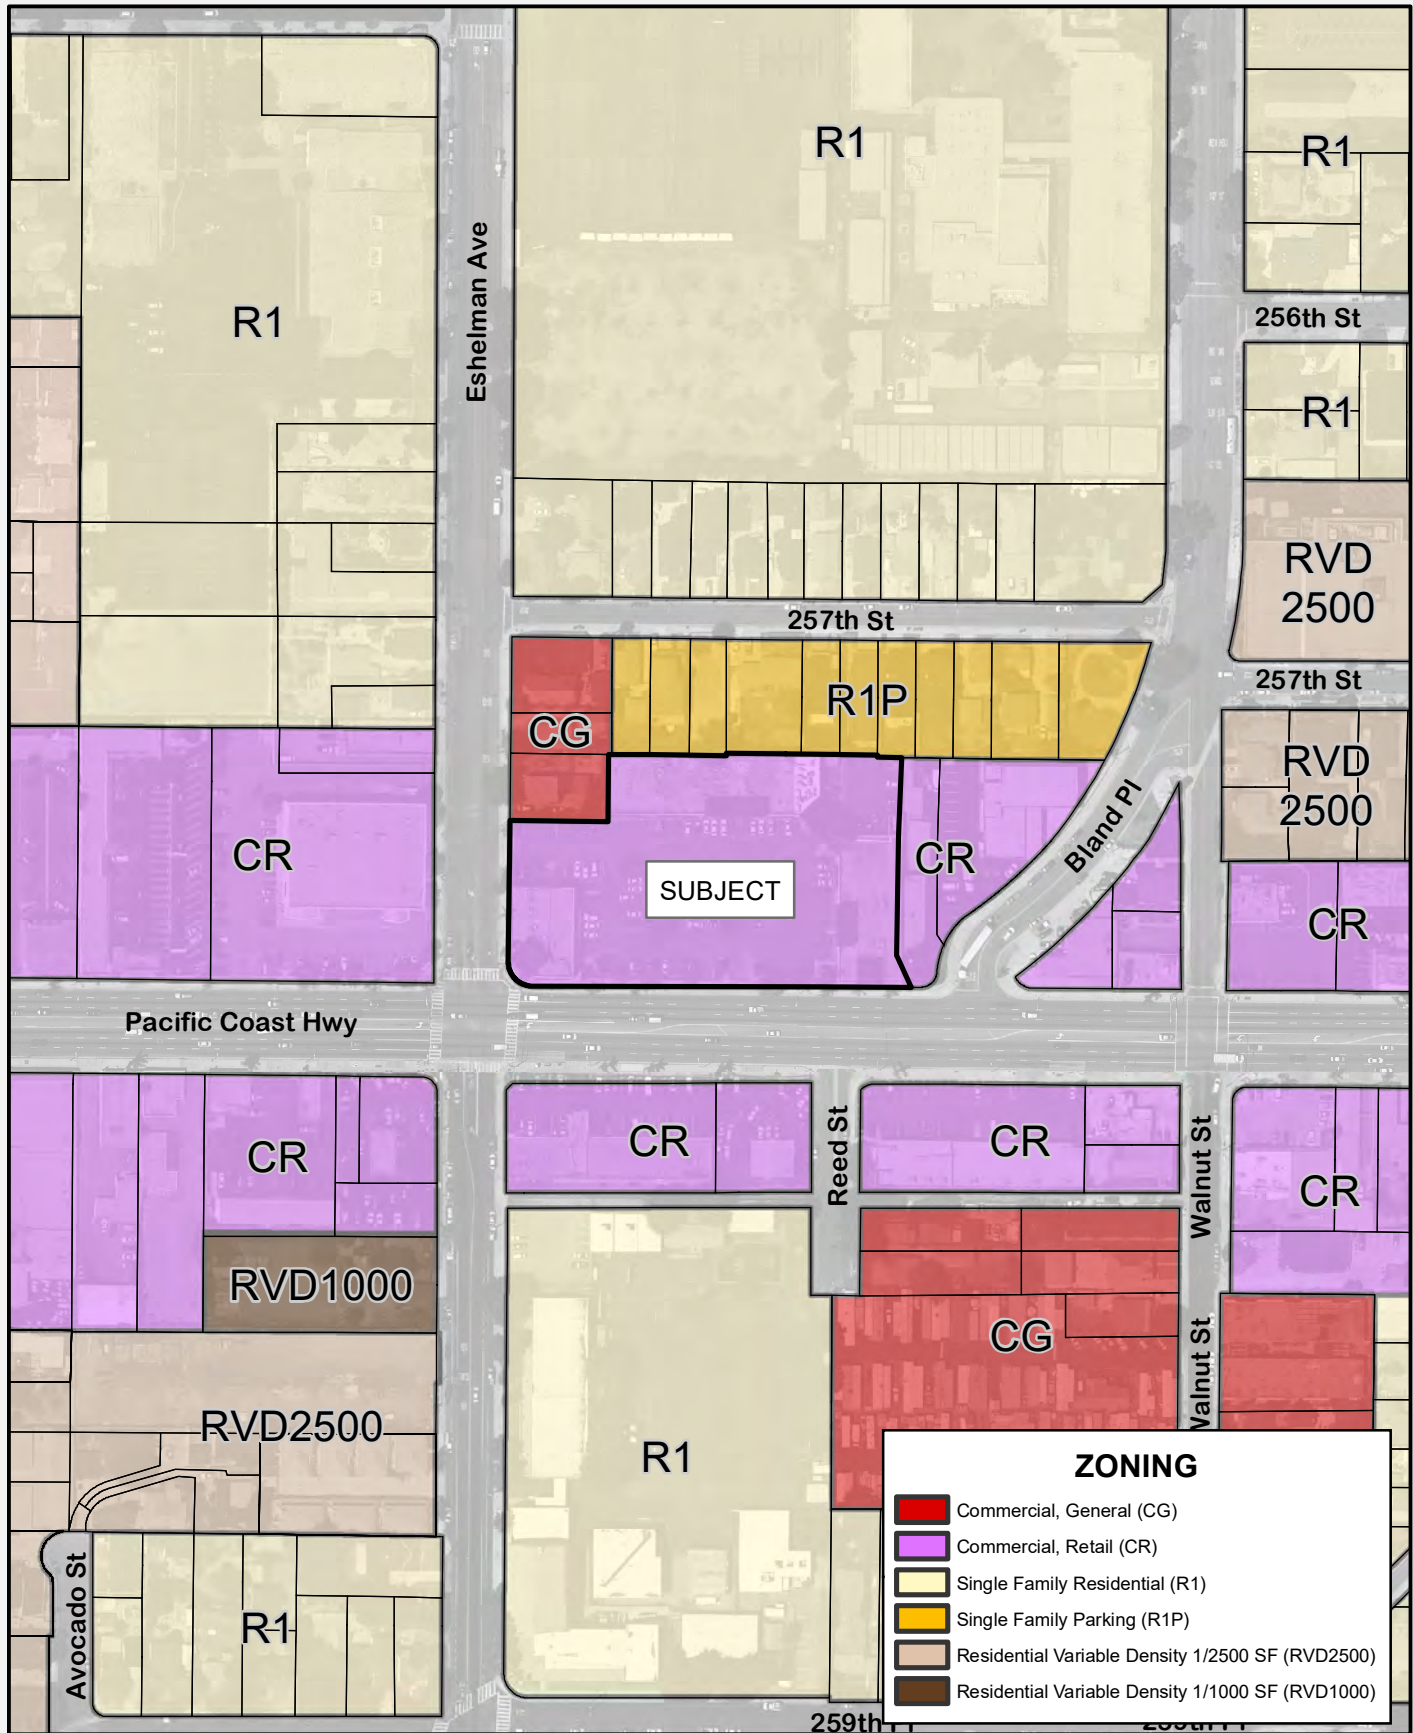 R1
R1
Eshelman Ave
R1
256th St
R1
RVD
2500
257th St
257th St
R1P
CG
RVD
2500
CR
CR
Bland Pl
SUBJECT
CR
Pacific Coast Hwy
CR
CR
Reed St
CR
Walnut St
CR
RVD1000
CG
Walnut St
RVD2500
R1
Avocado St
R1
ZONING
Commercial, General (CG)
Commercial, Retail (CR)
Single Family Residential (R1)
Single Family Parking (R1P)
Residential Variable Density 1/2500 SF (RVD2500)
Residential Variable Density 1/1000 SF (RVD1000)
259th